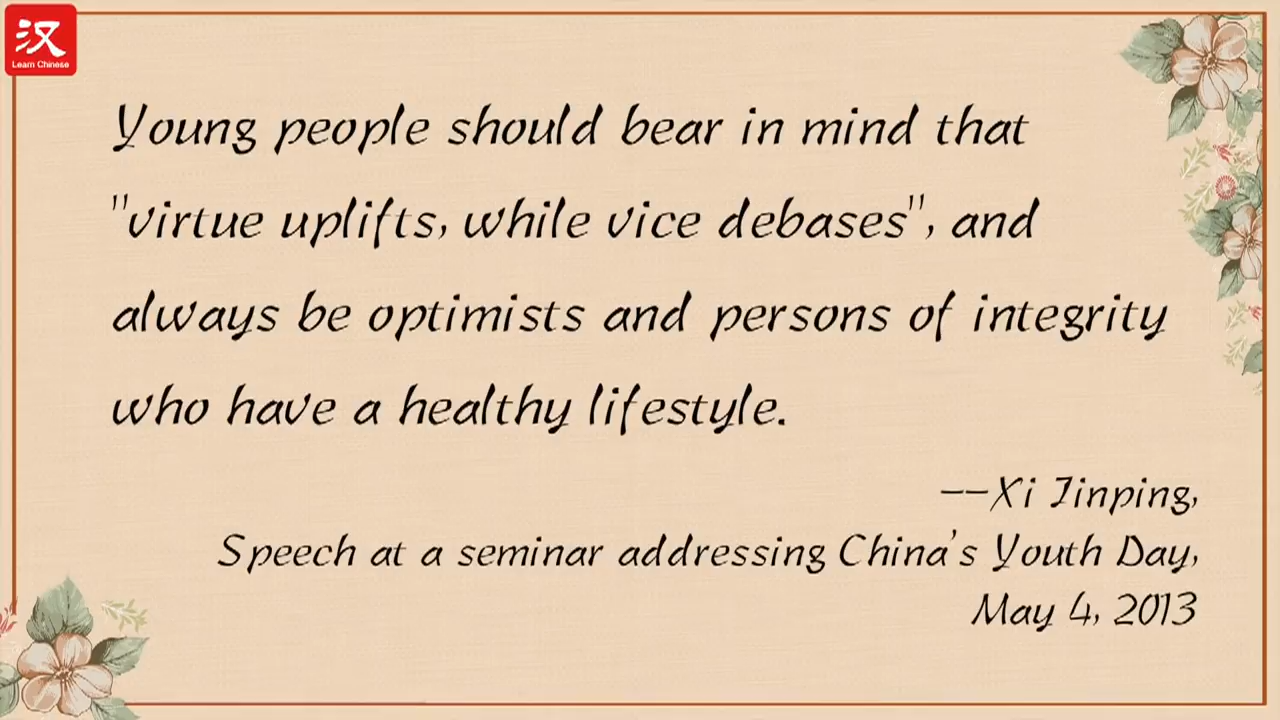 汉
Learn Chinese
Young people should bear in mind that
"virtue uplifts, while vice debases", and
always be optimists and persons of integrity
who have a healthy lifestyle.
——Xi Jinping,
Speech at a seminar addressing China's Youth Day,
May 4, 2013